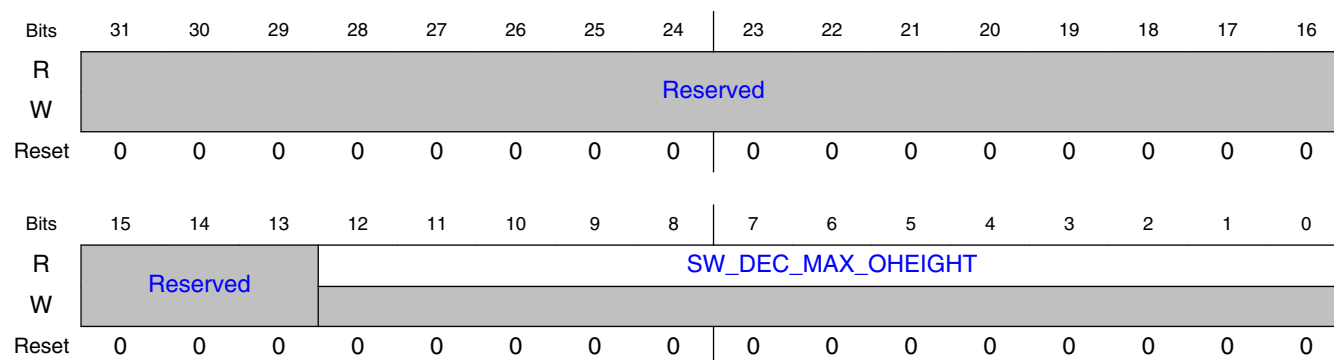 Bits 31 30 29 28 27 26 25 24 23 22 21 20 19 18 17 16
R
Reserved
W
Reset 0 0 0 0 0 0 0 0 0 0 0 0 0 0 0 0
Bits 15 14 13 12 11 10 9 8 7 6 5 4 3 2 1 0
R SW_DEC_MAX_OHEIGHT
Reserved
W
Reset 0 0 0 0 0 0 0 0 0 0 0 0 0 0 0 0